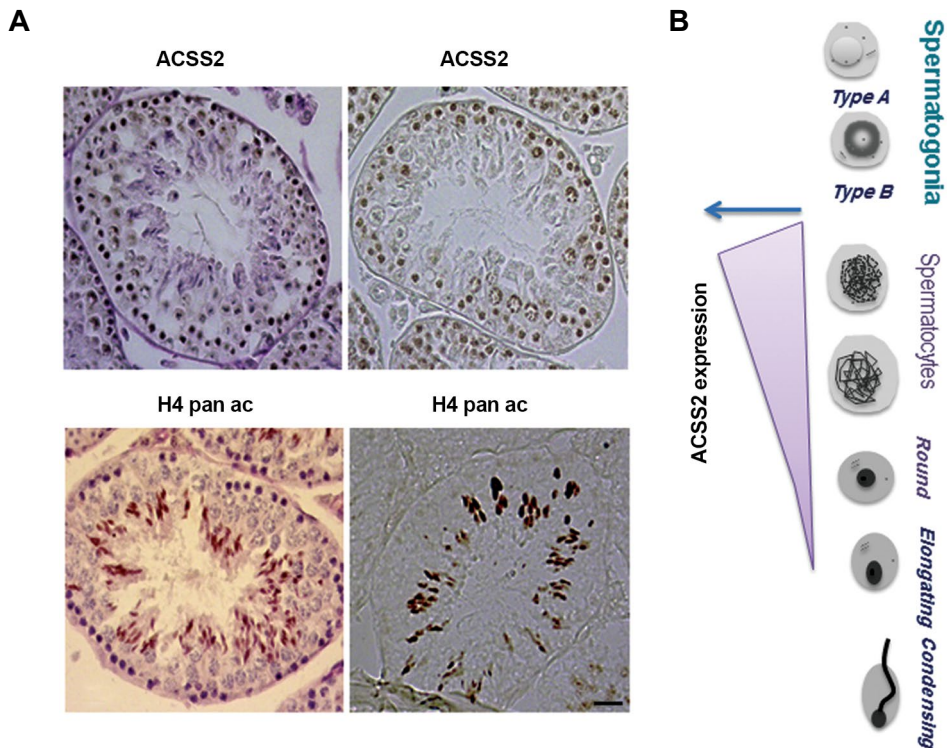 A
ACSS2
ACSS2
H4 pan ac
H4 pan ac
B
ACSS2 expression
Type A
Type B
Spermatogonia
Spermatocytes
Round
Elongating
Condensing